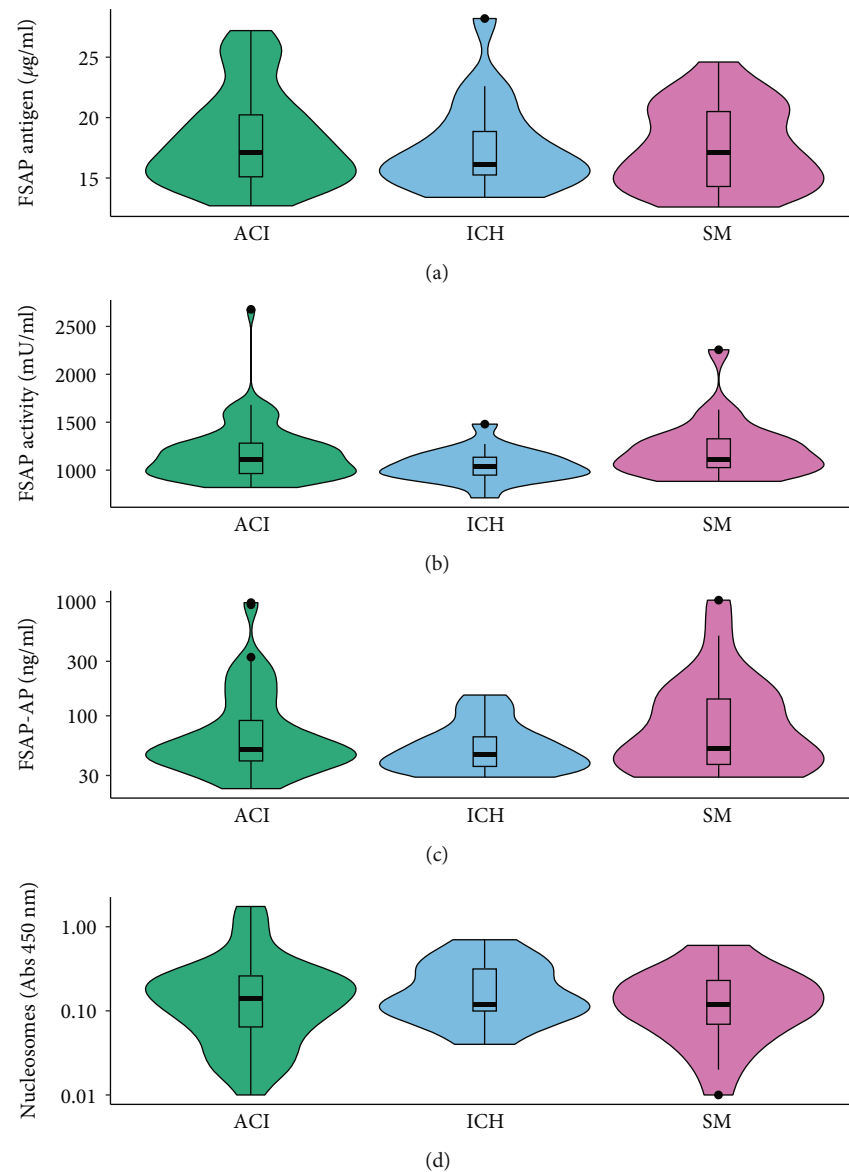 FSAP antigen (μg/ml)
25
20
15
ACI ICH SM
(a)
FSAP activity (mU/ml)
2500
2000
1500
1000
ACI ICH SM
(b)
FSAP-AP (ng/ml)
1000
300
100
30
ACI ICH SM
(c)
Nucleosomes (Abs 450 nm)
1.00
0.10
0.01
ACI ICH SM
(d)